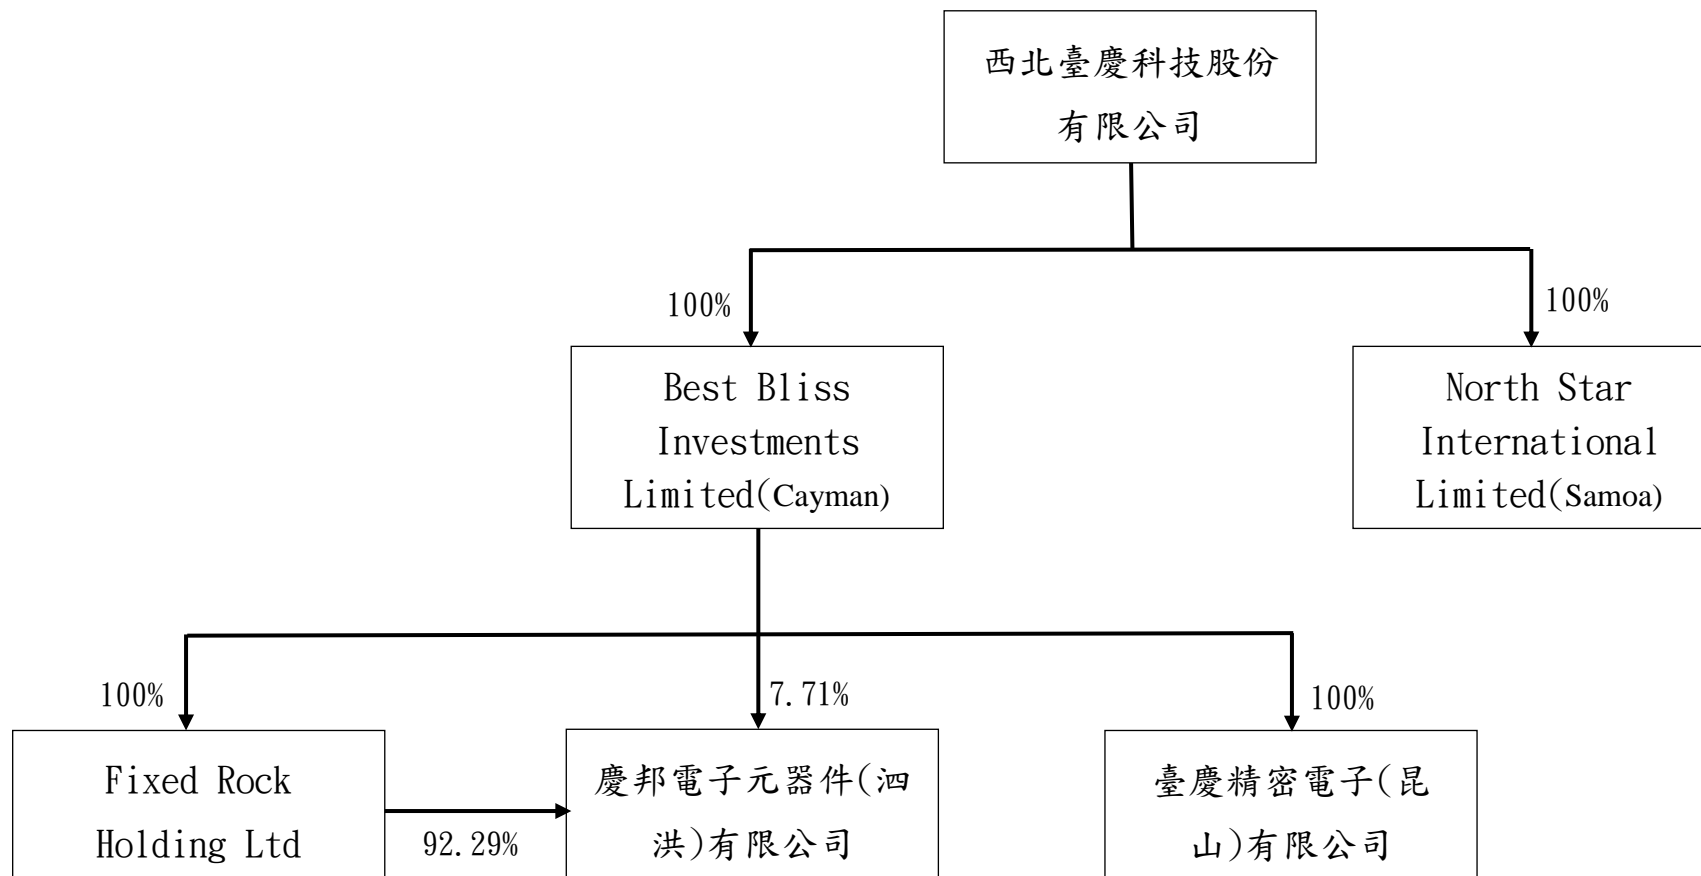 西北臺慶科技股份
有限公司
100%
100%
Best Bliss
Investments
Limited(Cayman)
North Star
International
Limited(Samoa)
100%
7.71%
100%
Fixed Rock
Holding Ltd
92.29%
慶邦電子元器件(泗
洪)有限公司
臺慶精密電子(昆
山)有限公司